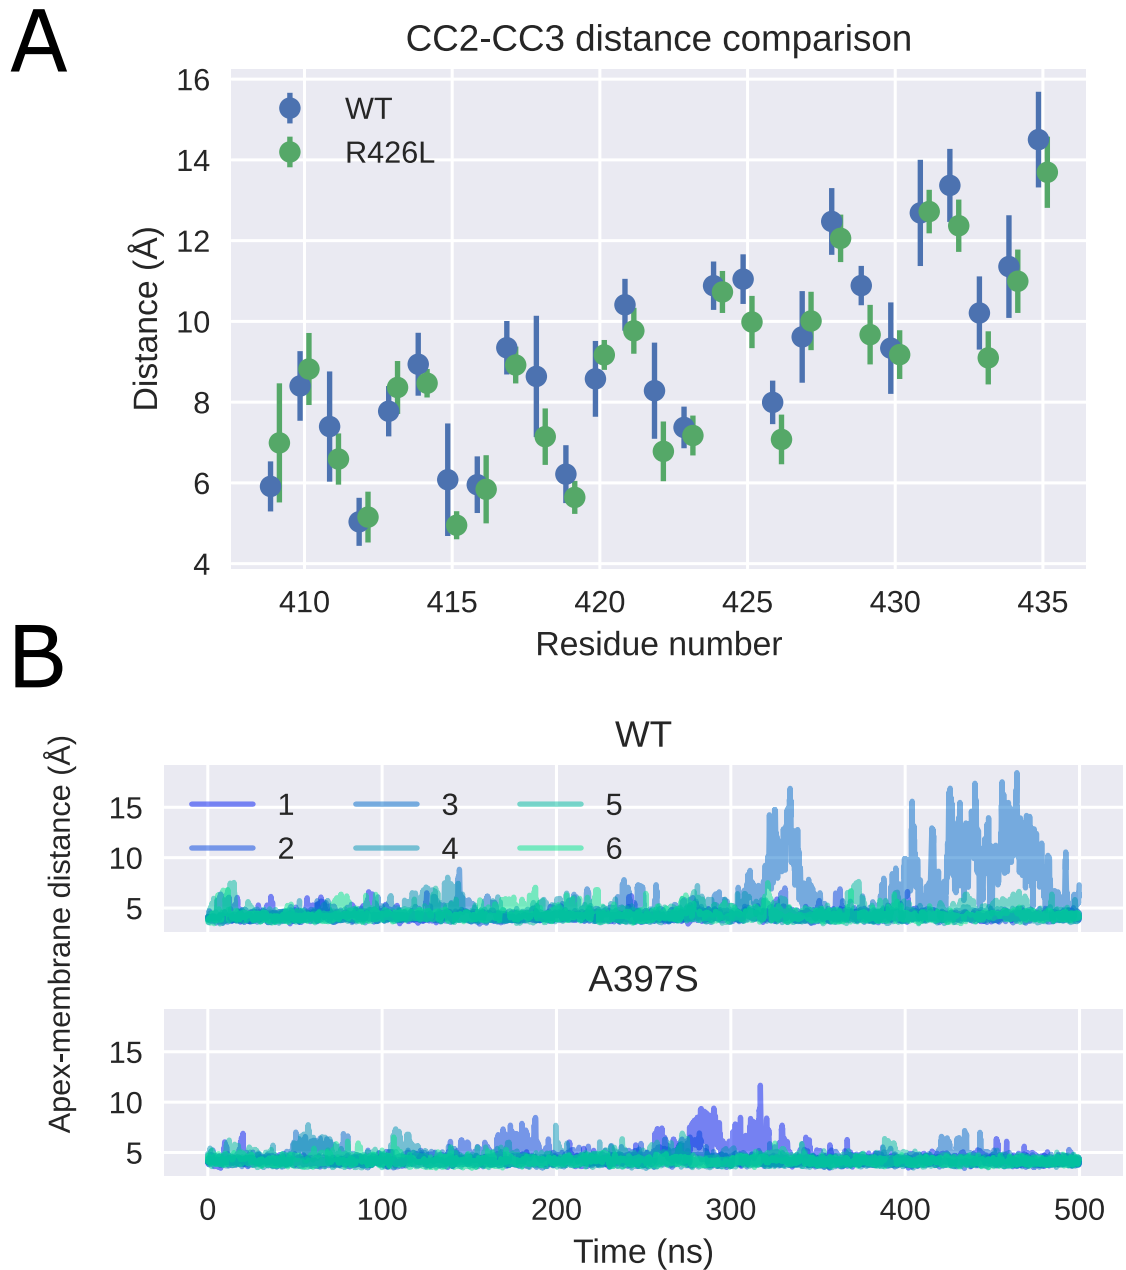 A
CC2-CC3 distance comparison
16
14
12
10
8
6
4
Distance (Å)
WT
R426L
410 415 420 425 430 435
Residue number
B
Apex-membrane distance (Å)
WT
15
10
5
1 3 5
2 4 6
A397S
15
10
5
0 100 200 300 400 500
Time (ns)